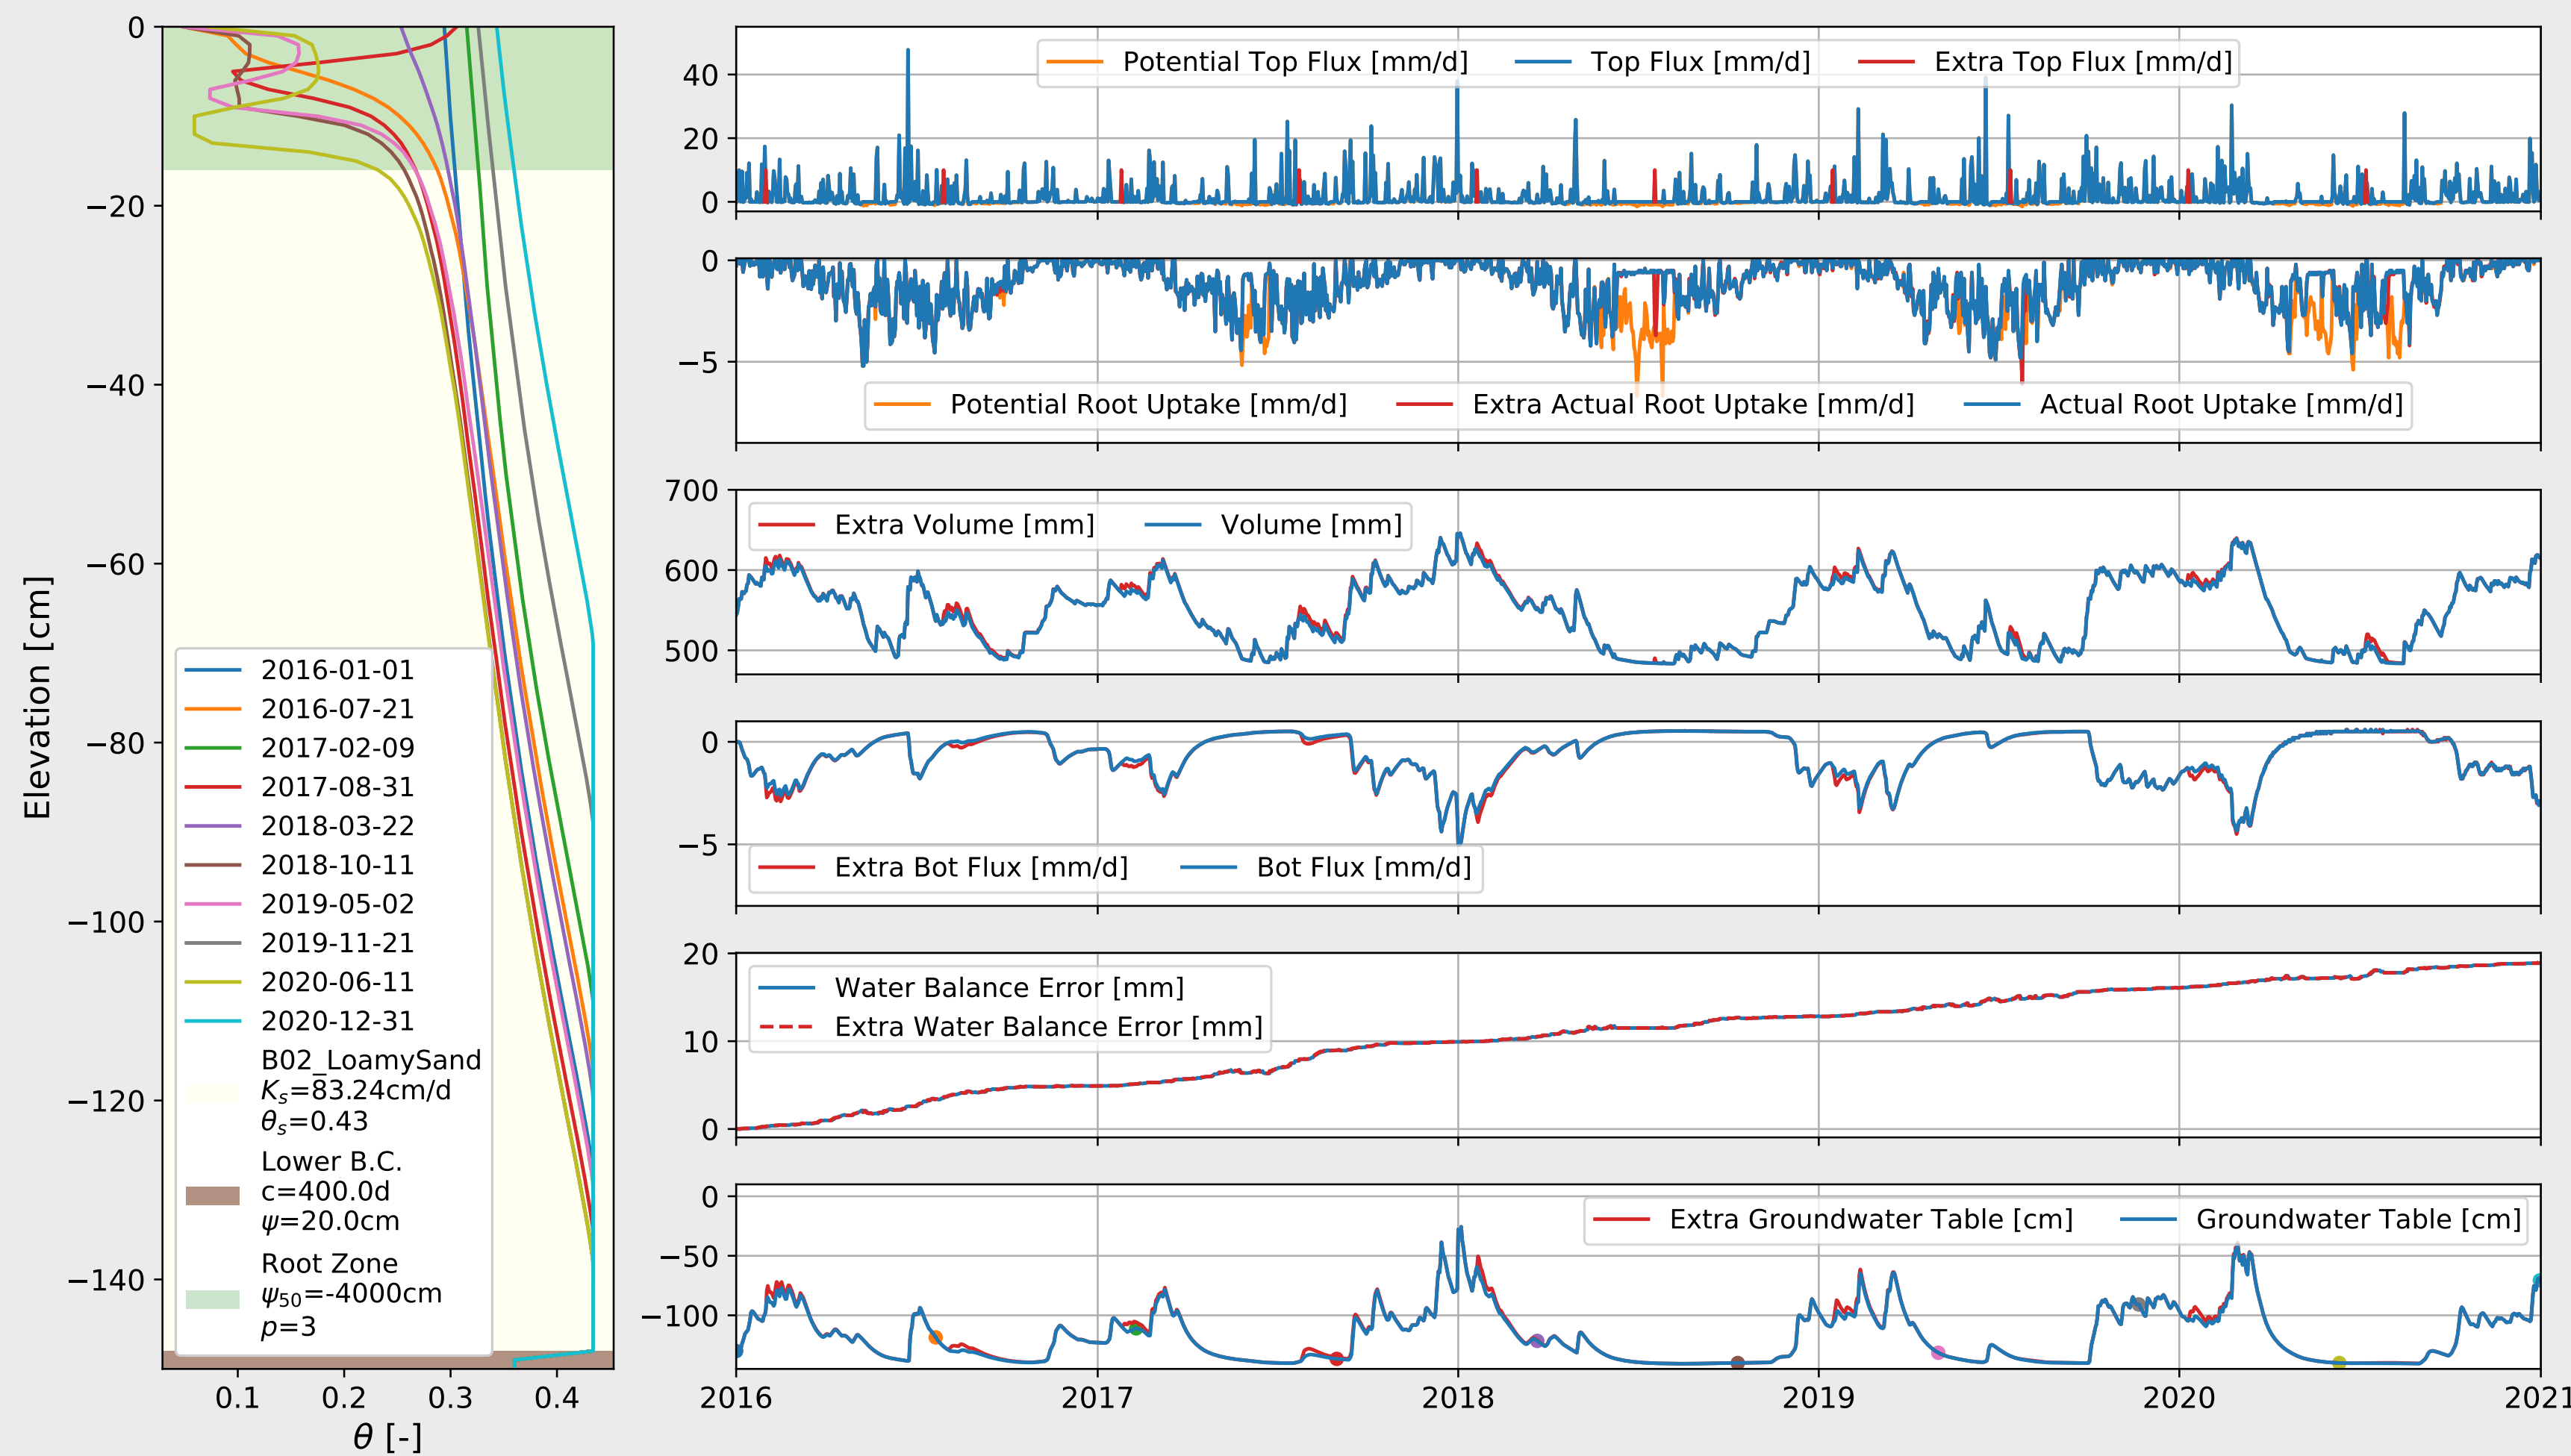 Elevation [cm]
0
−20
−40
−60
−80
−100
−120
−140
0.1
0.2
0.3
0.4
θ [-]
2016-01-01
2016-07-21
2017-02-09
2017-08-31
2018-03-22
2018-10-11
2019-05-02
2019-11-21
2020-06-11
2020-12-31
B02_LoamySand
Kₛ=83.24cm/d
θₛ=0.43
Lower B.C.
c=400.0d
ψ=20.0cm
Root Zone
ψ₅₀=-4000cm
p=3
Potential Top Flux [mm/d]
Top Flux [mm/d]
Extra Top Flux [mm/d]
40
20
0
0
−5
Potential Root Uptake [mm/d]
Extra Actual Root Uptake [mm/d]
Actual Root Uptake [mm/d]
700
600
500
Extra Volume [mm]
Volume [mm]
0
−5
Extra Bot Flux [mm/d]
Bot Flux [mm/d]
20
10
0
Water Balance Error [mm]
Extra Water Balance Error [mm]
0
−50
−100
Extra Groundwater Table [cm]
Groundwater Table [cm]
2016
2017
2018
2019
2020
2021